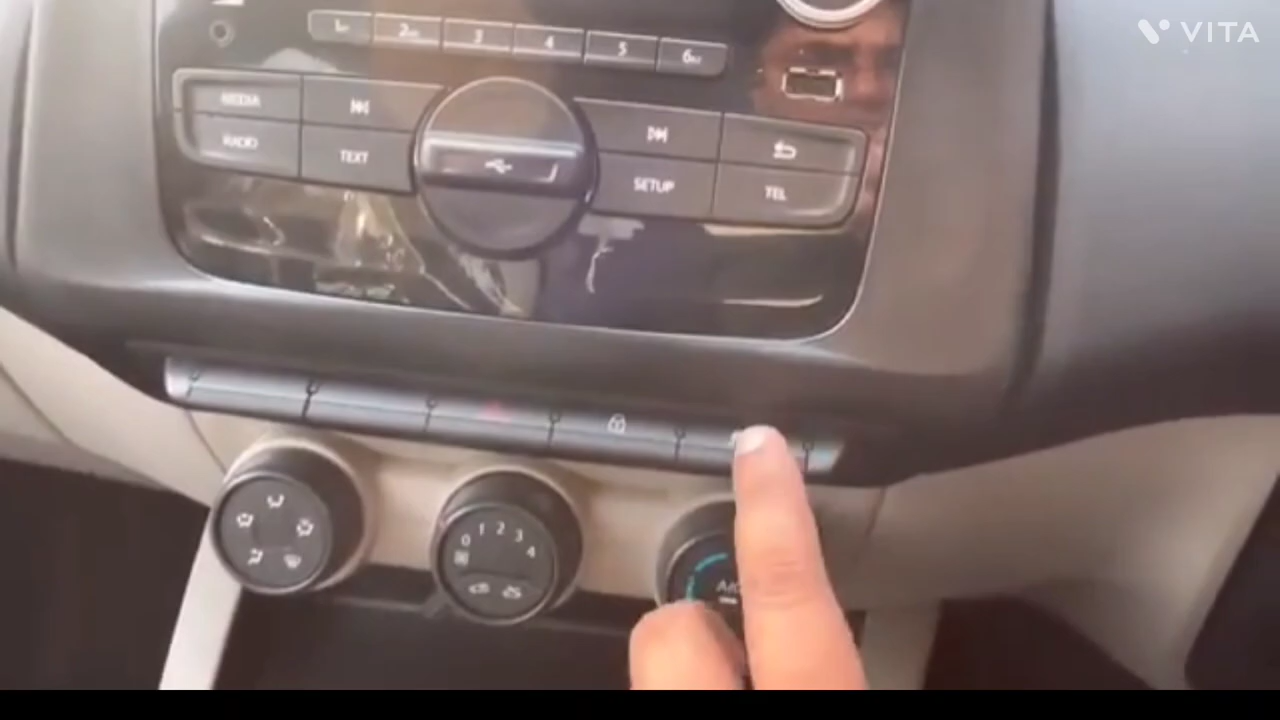 VITA
1
2
3
4
5
6
MEDIA
RADIO
TEXT
SETUP
TEL
0 1 2 3 4
A/C